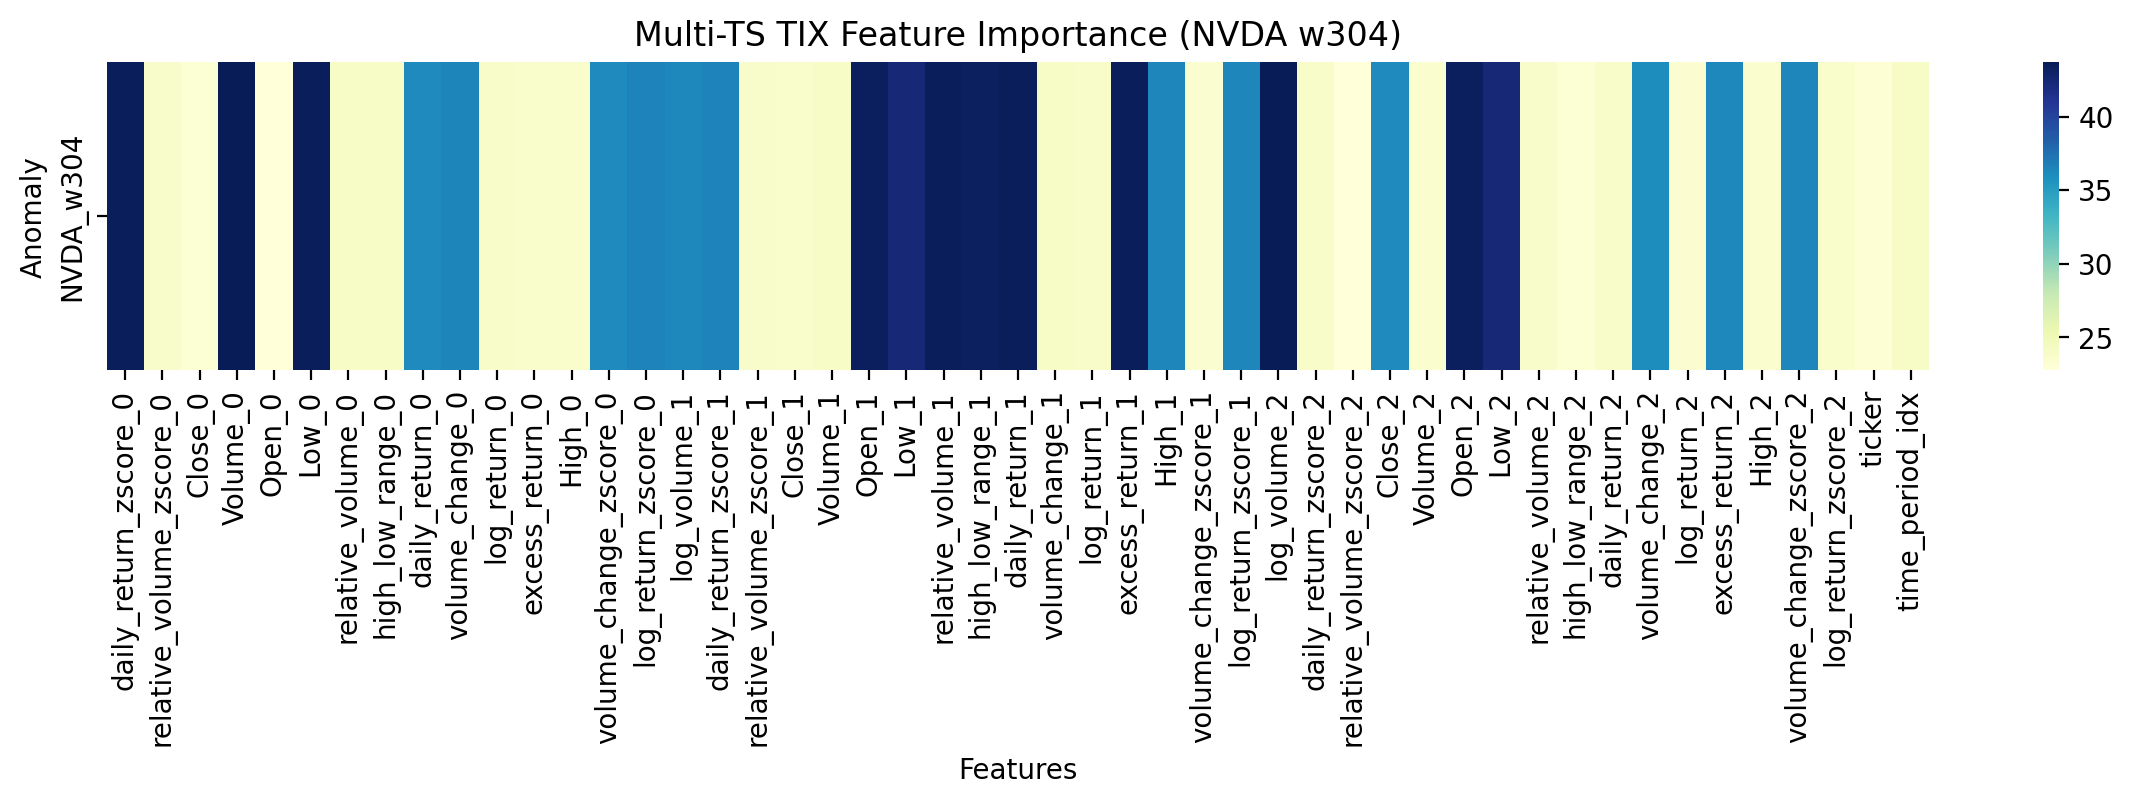 Multi-TS TIX Feature Importance (NVDA w304)
Anomaly
NVDA_w304
daily_return_zscore_0
relative_volume_zscore_0
Close_0
Volume_0
Open_0
Low_0
relative_volume_0
high_low_range_0
daily_return_0
volume_change_0
log_return_0
excess_return_0
High_0
volume_change_zscore_0
log_return_zscore_0
log_volume_1
daily_return_zscore_1
relative_volume_zscore_1
Close_1
Volume_1
Open_1
Low_1
relative_volume_1
high_low_range_1
daily_return_1
volume_change_1
log_return_1
excess_return_1
High_1
volume_change_zscore_1
log_return_zscore_1
log_volume_2
daily_return_zscore_2
relative_volume_zscore_2
Close_2
Volume_2
Open_2
Low_2
relative_volume_2
high_low_range_2
daily_return_2
volume_change_2
log_return_2
excess_return_2
High_2
volume_change_zscore_2
log_return_zscore_2
ticker
time_period_idx
Features
40
35
30
25